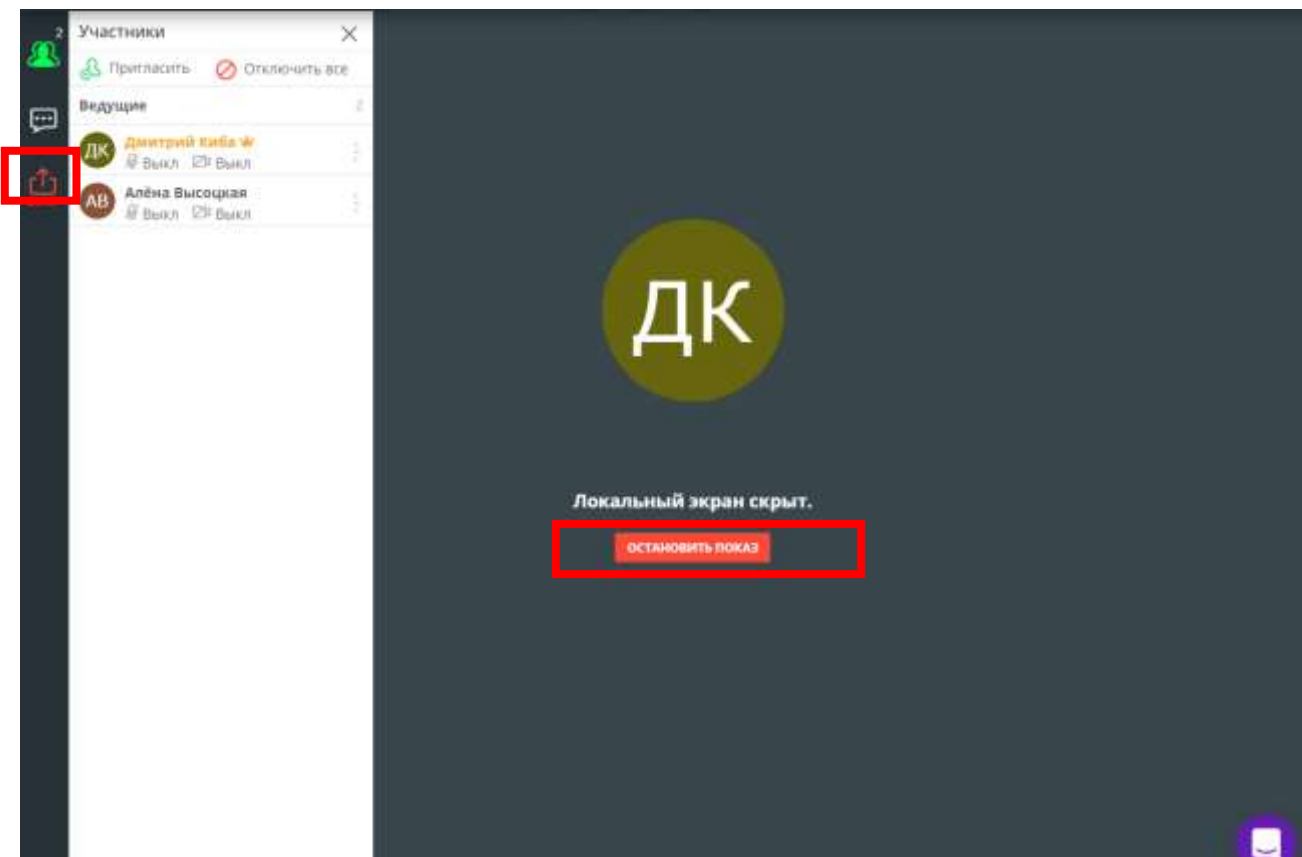 2
Участники
Пригласить Отключить все
Ведущие 2
ДК Дмитрий Киба
Выкл Выкл
АВ Алёна Высоцкая
Выкл Выкл
ДК
Локальный экран скрыт.
ОСТАНОВИТЬ ПОКАЗ